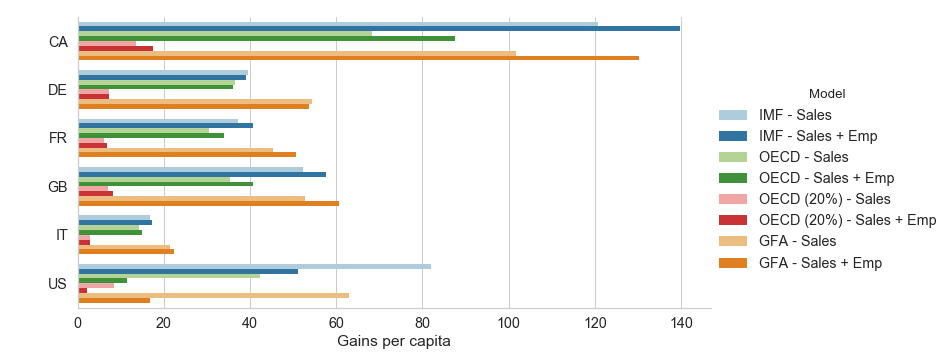 CA
DE
FR
GB
IT
US
0 20 40 60 80 100 120 140
Gains per capita
Model
IMF - Sales
IMF - Sales + Emp
OECD - Sales
OECD - Sales + Emp
OECD (20%) - Sales
OECD (20%) - Sales + Emp
GFA - Sales
GFA - Sales + Emp